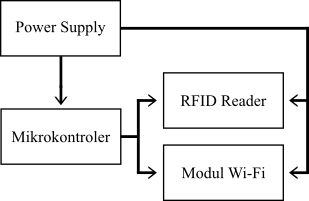 Power Supply
RFID Reader
Mikrokontroler
Modul Wi-Fi